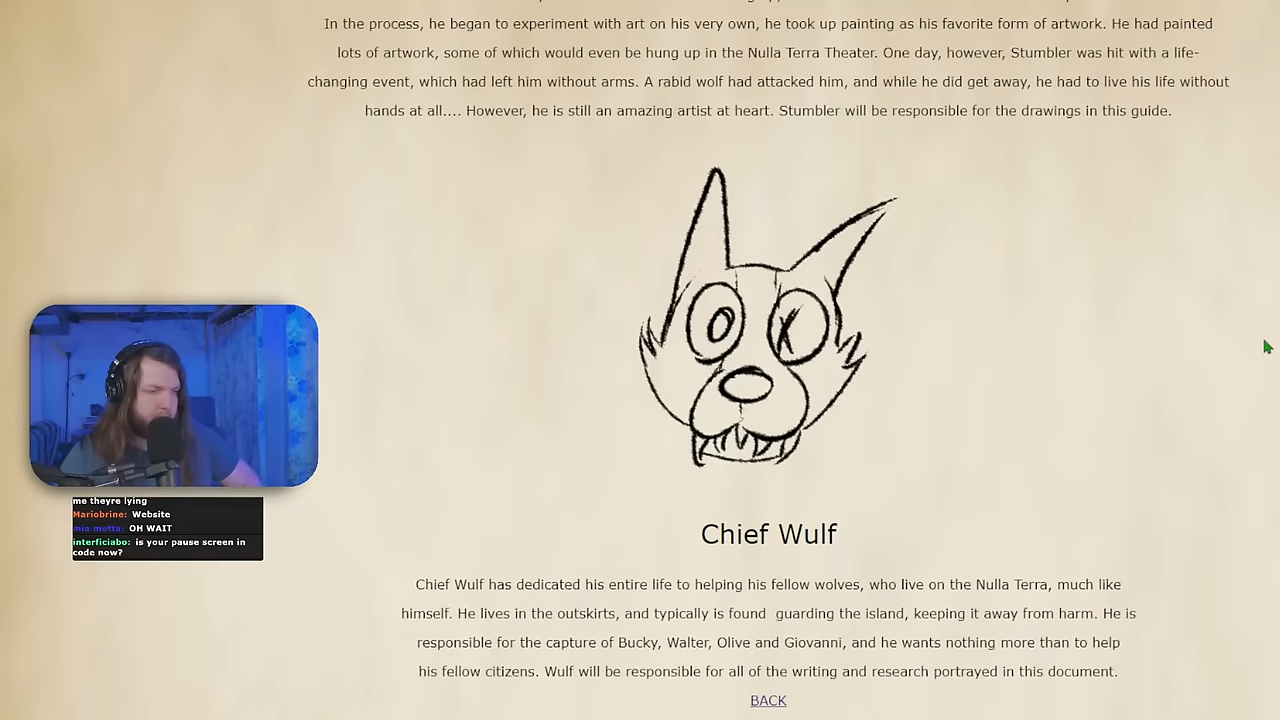 In the process, he began to experiment with art on his very own, he took up painting as his favorite form of artwork. He had painted
lots of artwork, some of which would even be hung up in the Nulla Terra Theater. One day, however, Stumbler was hit with a life-
changing event, which had left him without arms. A rabid wolf had attacked him, and while he did get away, he had to live his life without
hands at all.... However, he is still an amazing artist at heart. Stumbler will be responsible for the drawings in this guide.
me theyre lying
Mariobrine: Website
mia motta: OH WAIT
interficiabo: is your pause screen in
code now?
Chief Wulf
Chief Wulf has dedicated his entire life to helping his fellow wolves, who live on the Nulla Terra, much like
himself. He lives in the outskirts, and typically is found  guarding the island, keeping it away from harm. He is
responsible for the capture of Bucky, Walter, Olive and Giovanni, and he wants nothing more than to help
his fellow citizens. Wulf will be responsible for all of the writing and research portrayed in this document.
BACK